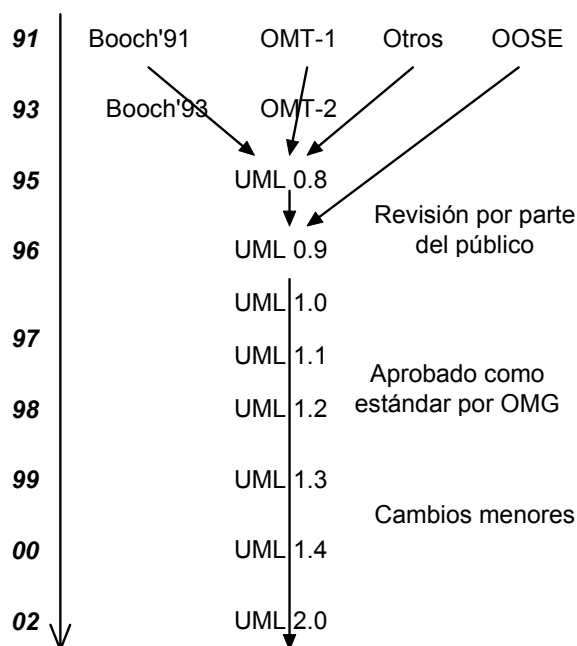 91 Booch'91 OMT-1 Otros OOSE
93 Booch'93 OMT-2
95 UML 0.8
Revisión por parte
del público
96 UML 0.9
UML 1.0
97
UML 1.1
Aprobado como
estándar por OMG
98 UML 1.2
99 UML 1.3
Cambios menores
00 UML 1.4
02 UML 2.0